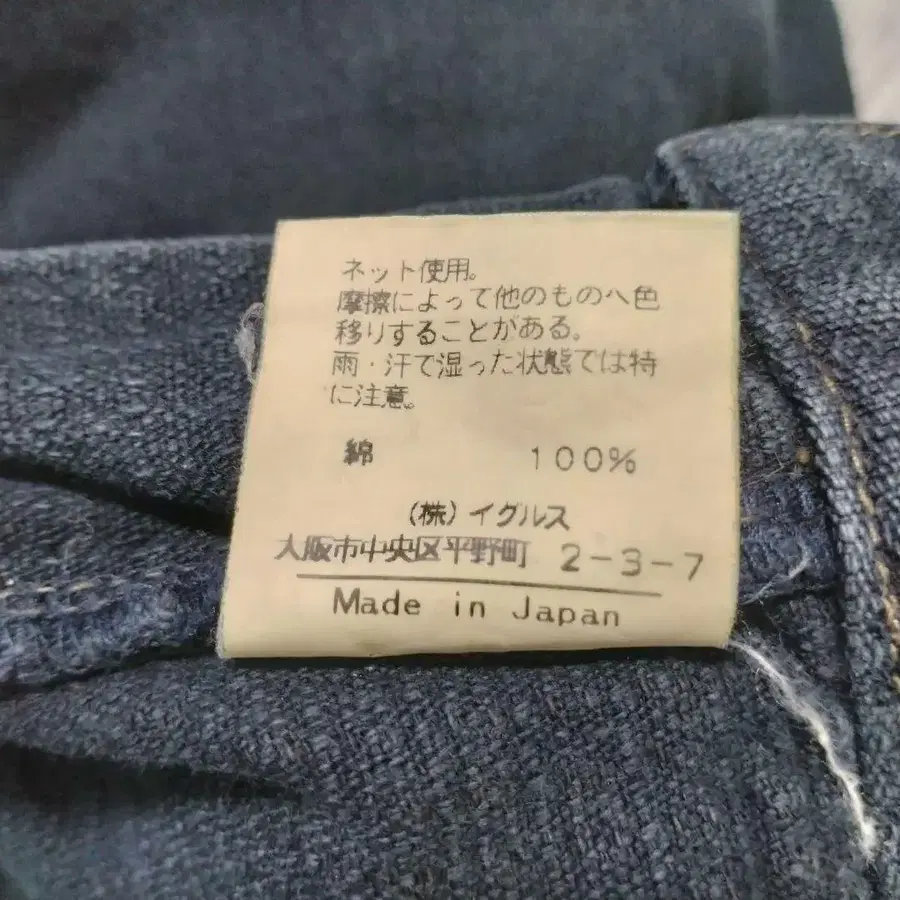 ネット使用。
摩擦によって他のものへ色
移りすることがある。
雨・汗で湿った状態では特
に注意。
綿 100%
(株)イグルス
大阪市中央区平野町 2-3-7
Made in Japan